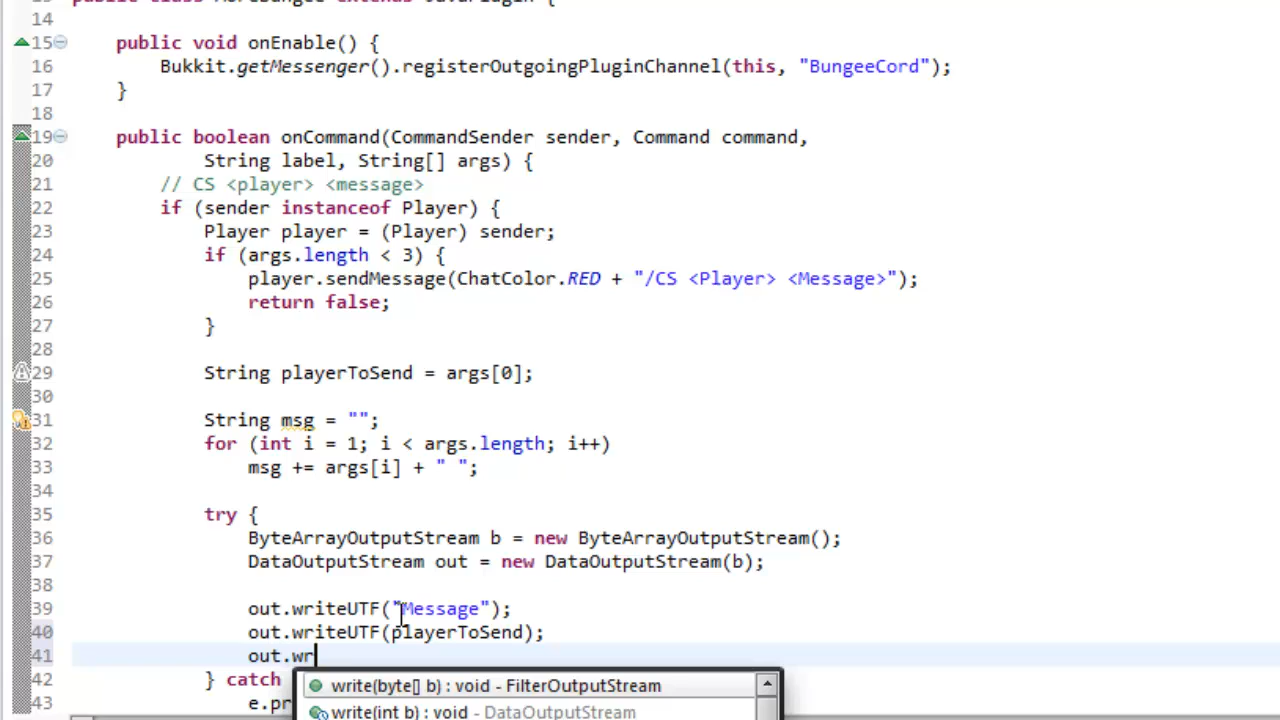 14
15 public void onEnable() {
16 Bukkit.getMessenger().registerOutgoingPluginChannel(this, "BungeeCord");
17 }
18
19 public boolean onCommand(CommandSender sender, Command command,
20 String label, String[] args) {
21 // CS <player> <message>
22 if (sender instanceof Player) {
23 Player player = (Player) sender;
24 if (args.length < 3) {
25 player.sendMessage(ChatColor.RED + "/CS <Player> <Message>");
26 return false;
27 }
28
29 String playerToSend = args[0];
30
31 String msg = "";
32 for (int i = 1; i < args.length; i++)
33 msg += args[i] + " ";
34
35 try {
36 ByteArrayOutputStream b = new ByteArrayOutputStream();
37 DataOutputStream out = new DataOutputStream(b);
38
39 out.writeUTF("Message");
40 out.writeUTF(playerToSend);
41 out.wr
42 } catch
43 e.pr
write(byte[] b) : void - FilterOutputStream
write(int b) : void - DataOutputStream